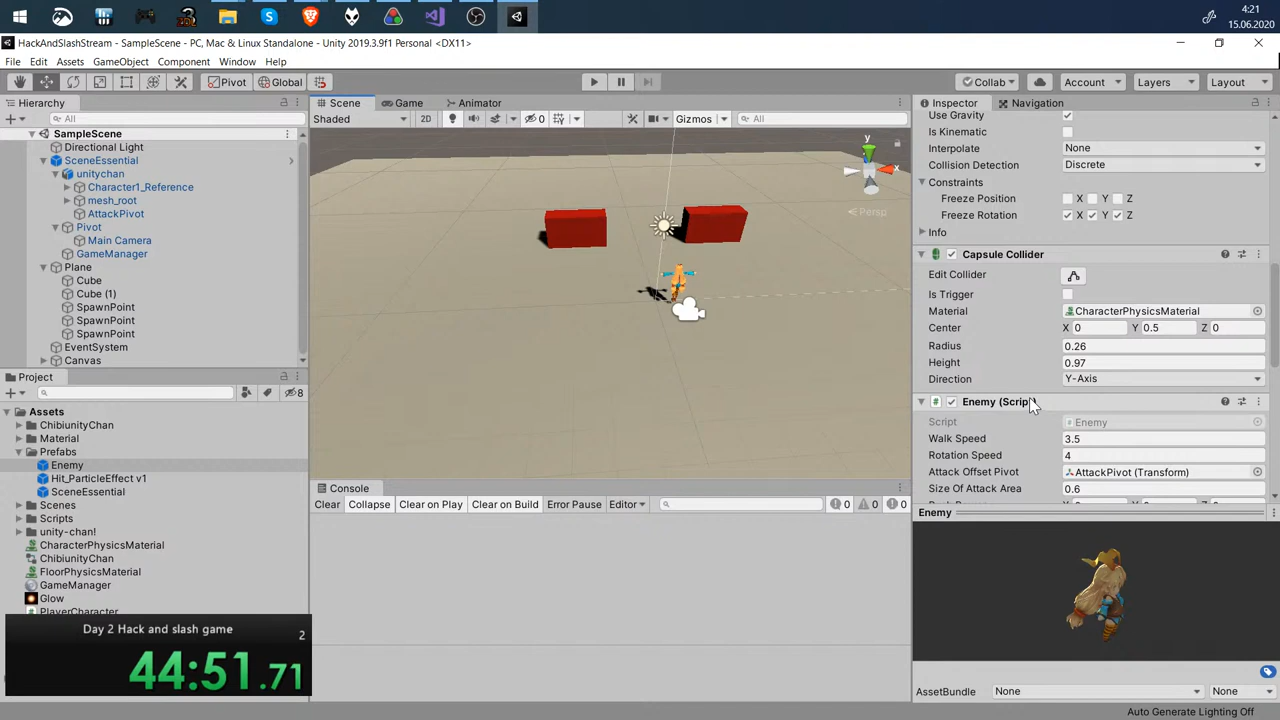 4:21
15.06.2020
HackAndSlashStream - SampleScene - PC, Mac & Linux Standalone - Unity 2019.3.9f1 Personal <DX11>
File Edit Assets GameObject Component Window Help
Pivot Global Collab Account Layers Layout
Hierarchy
All
SampleScene
Directional Light
SceneEssential
unitychan
Character1_Reference
mesh_root
AttackPivot
Pivot
Main Camera
GameManager
Plane
Cube
Cube (1)
SpawnPoint
SpawnPoint
SpawnPoint
EventSystem
Canvas
Project
8
Assets
ChibiunityChan
Material
Prefabs
Enemy
Hit_ParticleEffect v1
SceneEssential
Scenes
Scripts
unity-chan!
CharacterPhysicsMaterial
ChibiunityChan
FloorPhysicsMaterial
GameManager
Glow
PlayerCharacter
Day 2 Hack and slash game
2
44:51.71
Scene Game Animator
Shaded 2D 0 Gizmos All
y
x
Persp
Console
Clear Collapse Clear on Play Clear on Build Error Pause Editor 0 0 0
Inspector Navigation
Use Gravity
Is Kinematic
Interpolate None
Collision Detection Discrete
Constraints
Freeze Position X Y Z
Freeze Rotation X Y Z
Info
Capsule Collider
Edit Collider
Is Trigger
Material CharacterPhysicsMaterial
Center X 0 Y 0.5 Z 0
Radius 0.26
Height 0.97
Direction Y-Axis
Enemy (Script)
Script Enemy
Walk Speed 3.5
Rotation Speed 4
Attack Offset Pivot AttackPivot (Transform)
Size Of Attack Area 0.6
Enemy
AssetBundle None None
Auto Generate Lighting Off